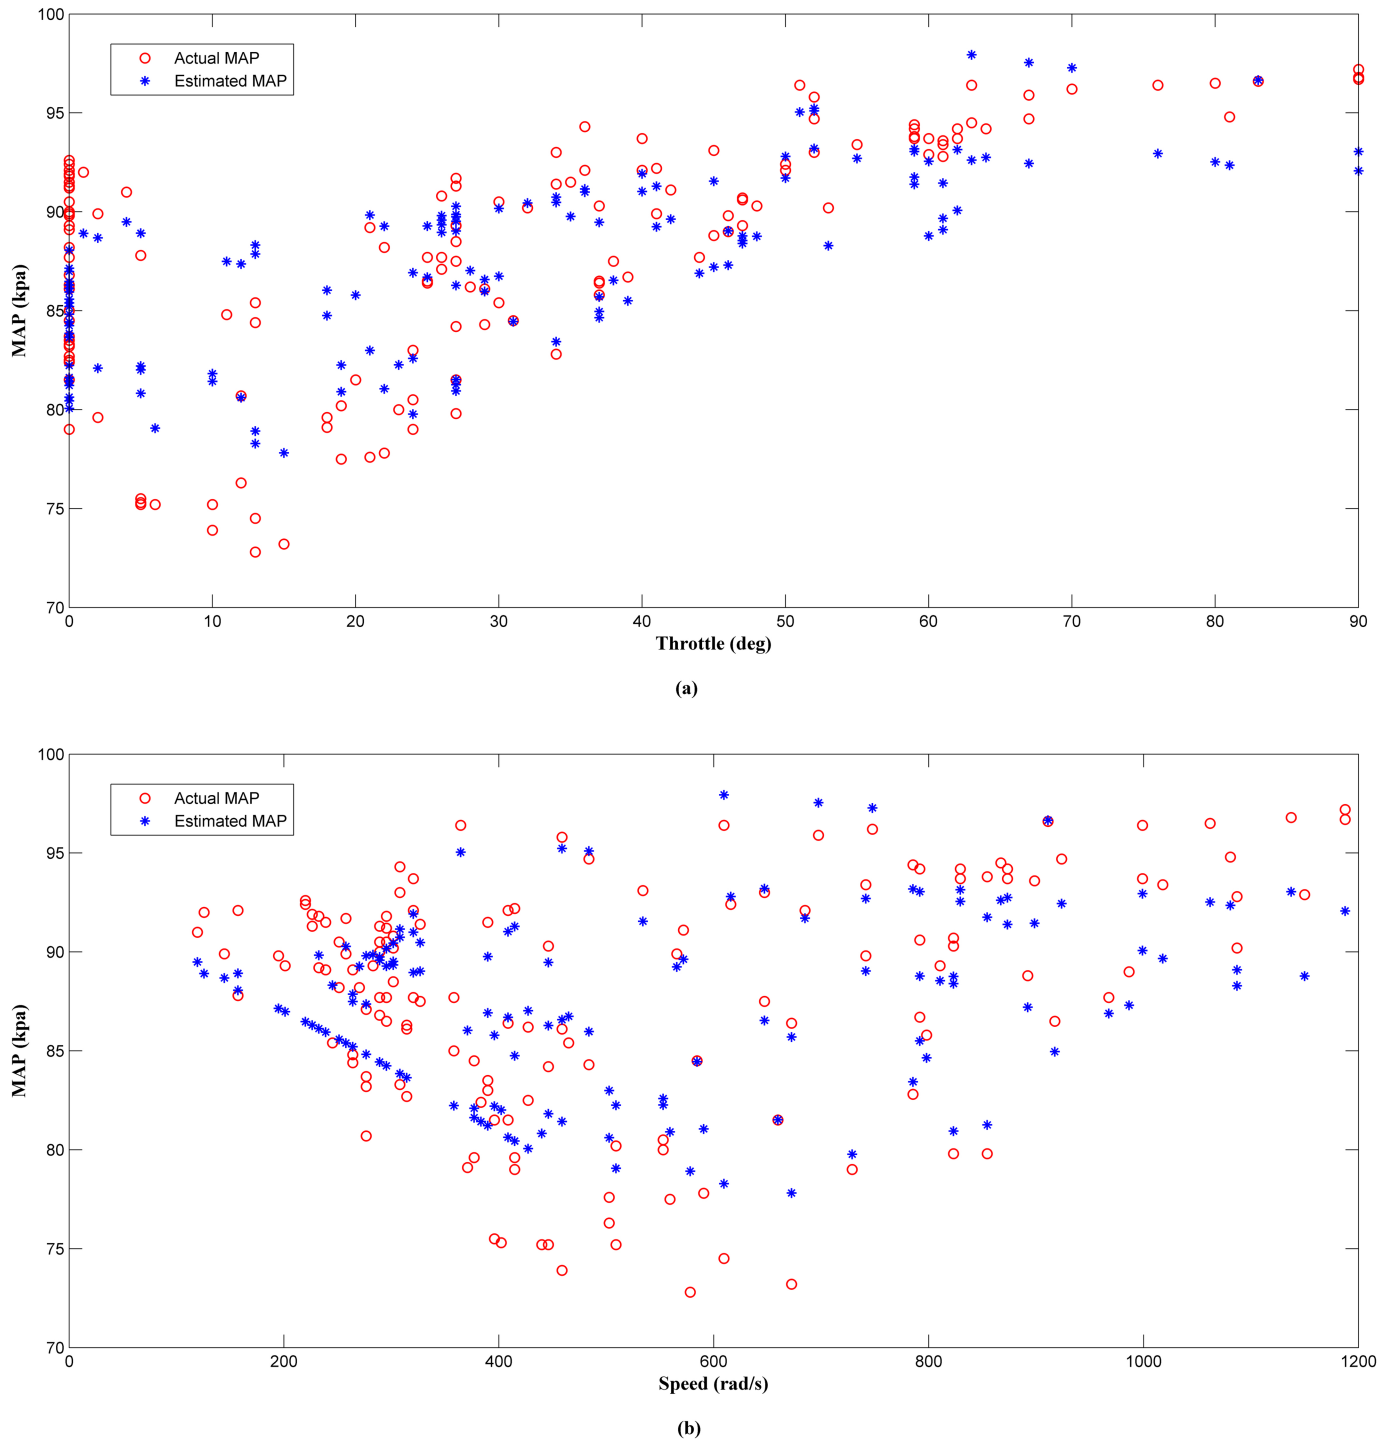 100
95
90
85
80
75
70
MAP (kpa)
Actual MAP
Estimated MAP
0 10 20 30 40 50 60 70 80 90
Throttle (deg)
(a)
100
95
90
85
80
75
70
MAP (kpa)
Actual MAP
Estimated MAP
0 200 400 600 800 1000 1200
Speed (rad/s)
(b)